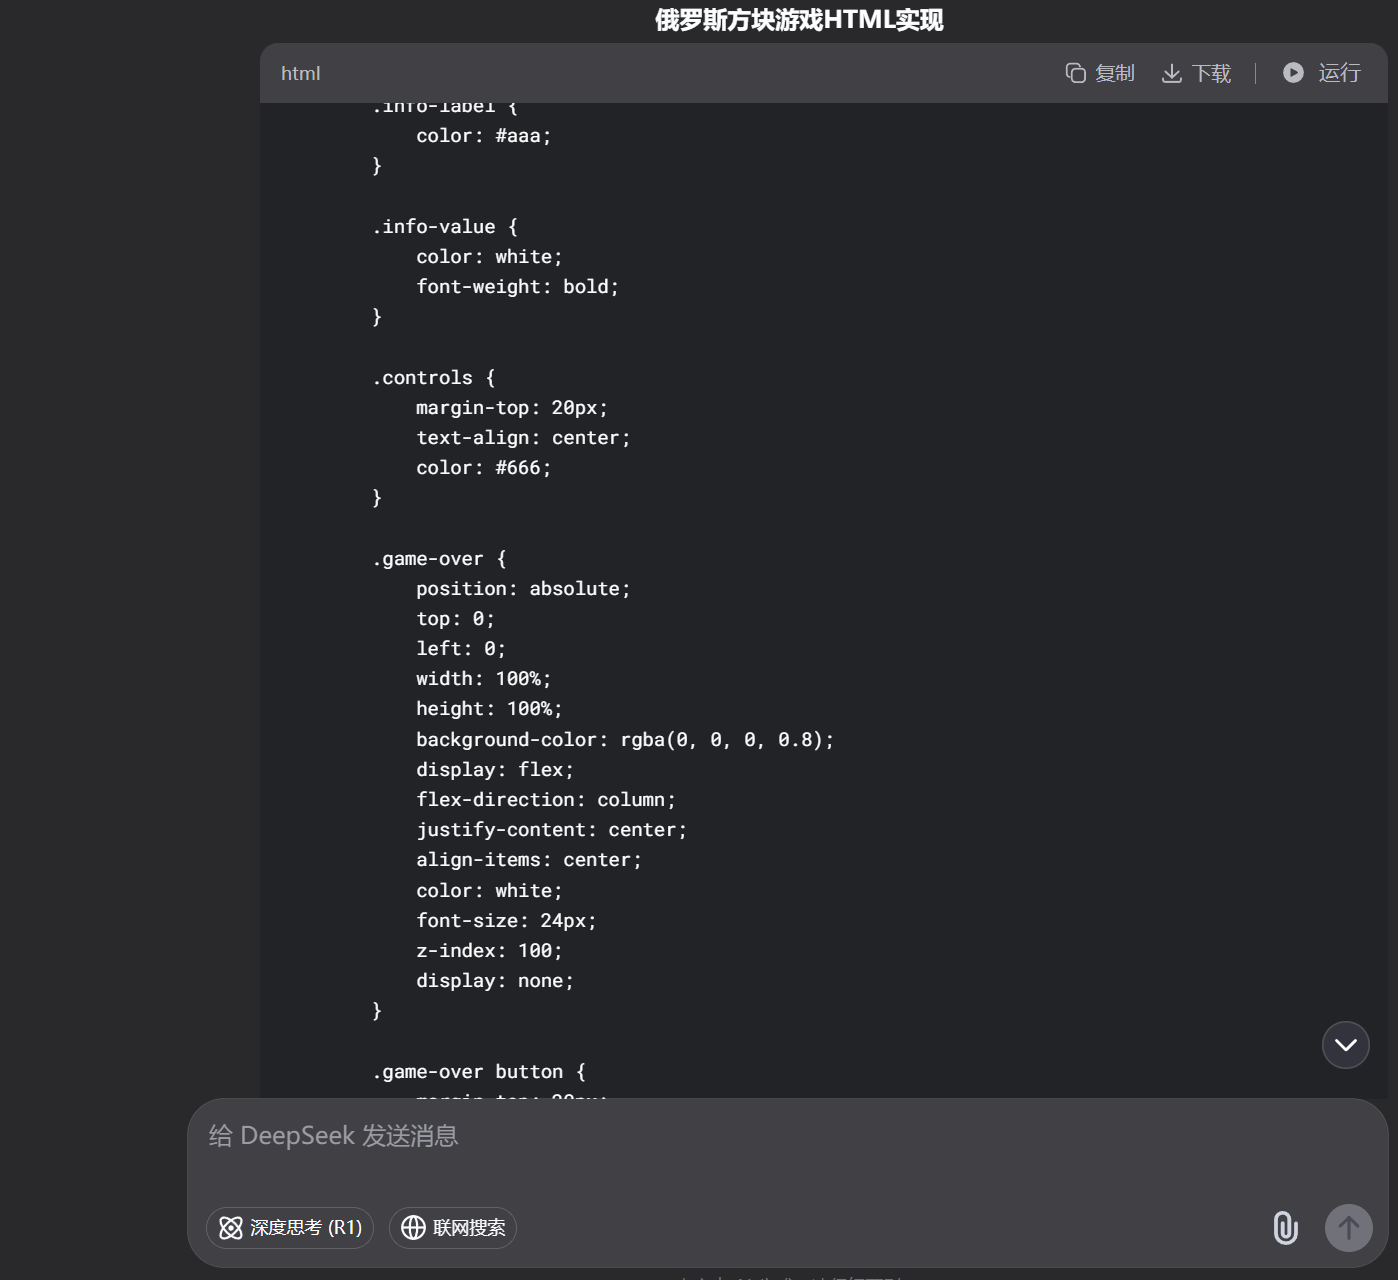 俄罗斯方块游戏HTML实现
html 复制 下载 运行
.info-label {
color: #aaa;
}
.info-value {
color: white;
font-weight: bold;
}
.controls {
margin-top: 20px;
text-align: center;
color: #666;
}
.game-over {
position: absolute;
top: 0;
left: 0;
width: 100%;
height: 100%;
background-color: rgba(0, 0, 0, 0.8);
display: flex;
flex-direction: column;
justify-content: center;
align-items: center;
color: white;
font-size: 24px;
z-index: 100;
display: none;
}
.game-over button {
margin-top: 20px;
给 DeepSeek 发送消息
深度思考 (R1) 联网搜索